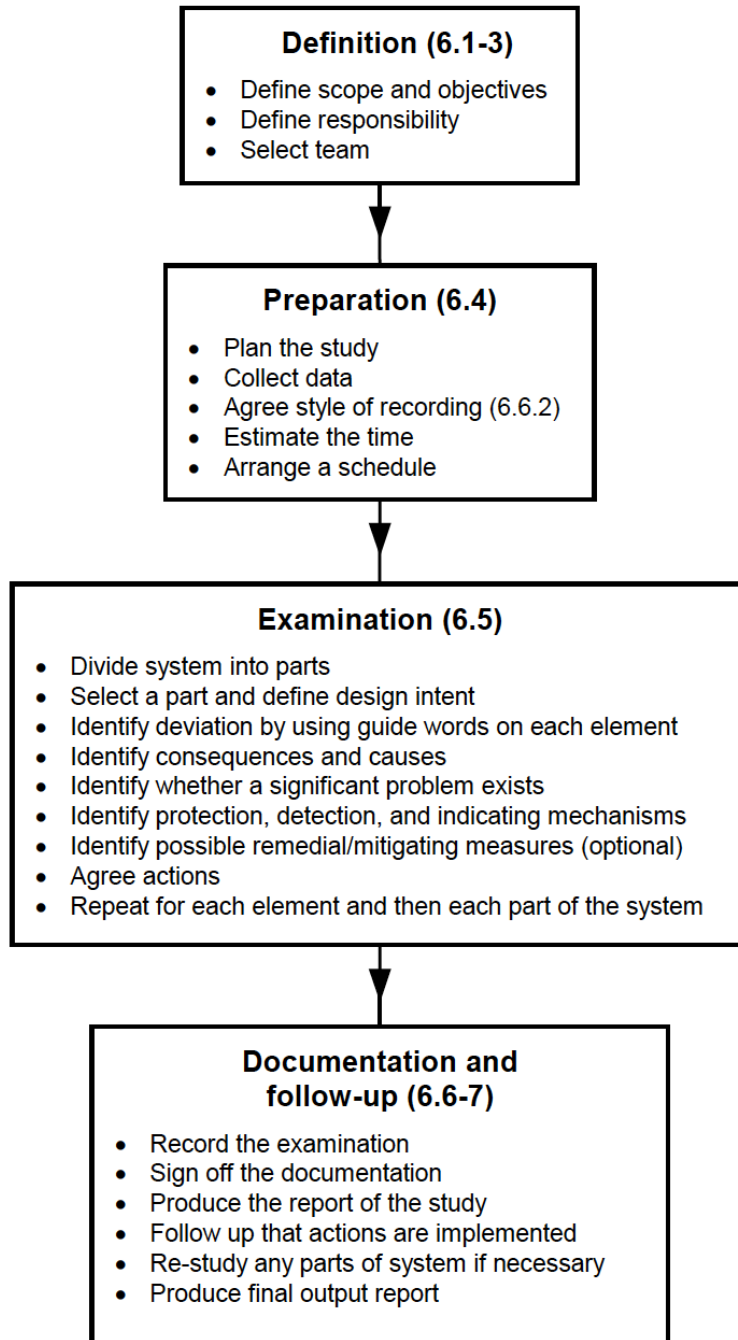 Definition (6.1-3)
• Define scope and objectives
• Define responsibility
• Select team
Preparation (6.4)
• Plan the study
• Collect data
• Agree style of recording (6.6.2)
• Estimate the time
• Arrange a schedule
Examination (6.5)
• Divide system into parts
• Select a part and define design intent
• Identify deviation by using guide words on each element
• Identify consequences and causes
• Identify whether a significant problem exists
• Identify protection, detection, and indicating mechanisms
• Identify possible remedial/mitigating measures (optional)
• Agree actions
• Repeat for each element and then each part of the system
Documentation and
follow-up (6.6-7)
• Record the examination
• Sign off the documentation
• Produce the report of the study
• Follow up that actions are implemented
• Re-study any parts of system if necessary
• Produce final output report